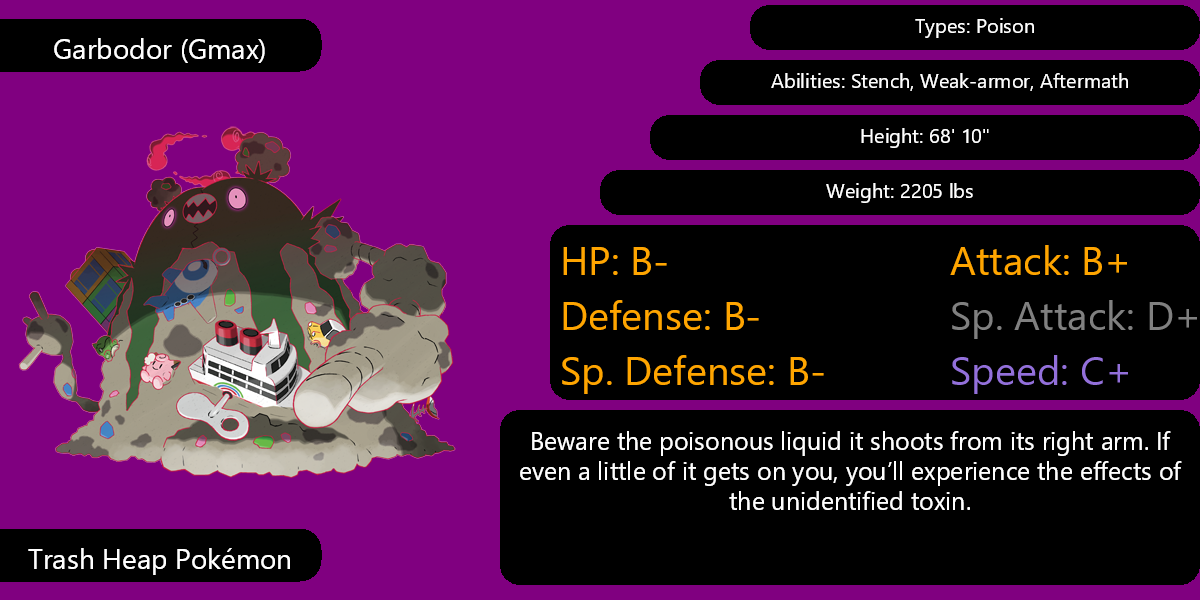 Garbodor (Gmax)
Types: Poison
Abilities: Stench, Weak-armor, Aftermath
Height: 68' 10"
Weight: 2205 lbs
HP: B-
Attack: B+
Defense: B-
Sp. Attack: D+
Sp. Defense: B-
Speed: C+
Beware the poisonous liquid it shoots from its right arm. If
even a little of it gets on you, you’ll experience the effects of
the unidentified toxin.
Trash Heap Pokémon